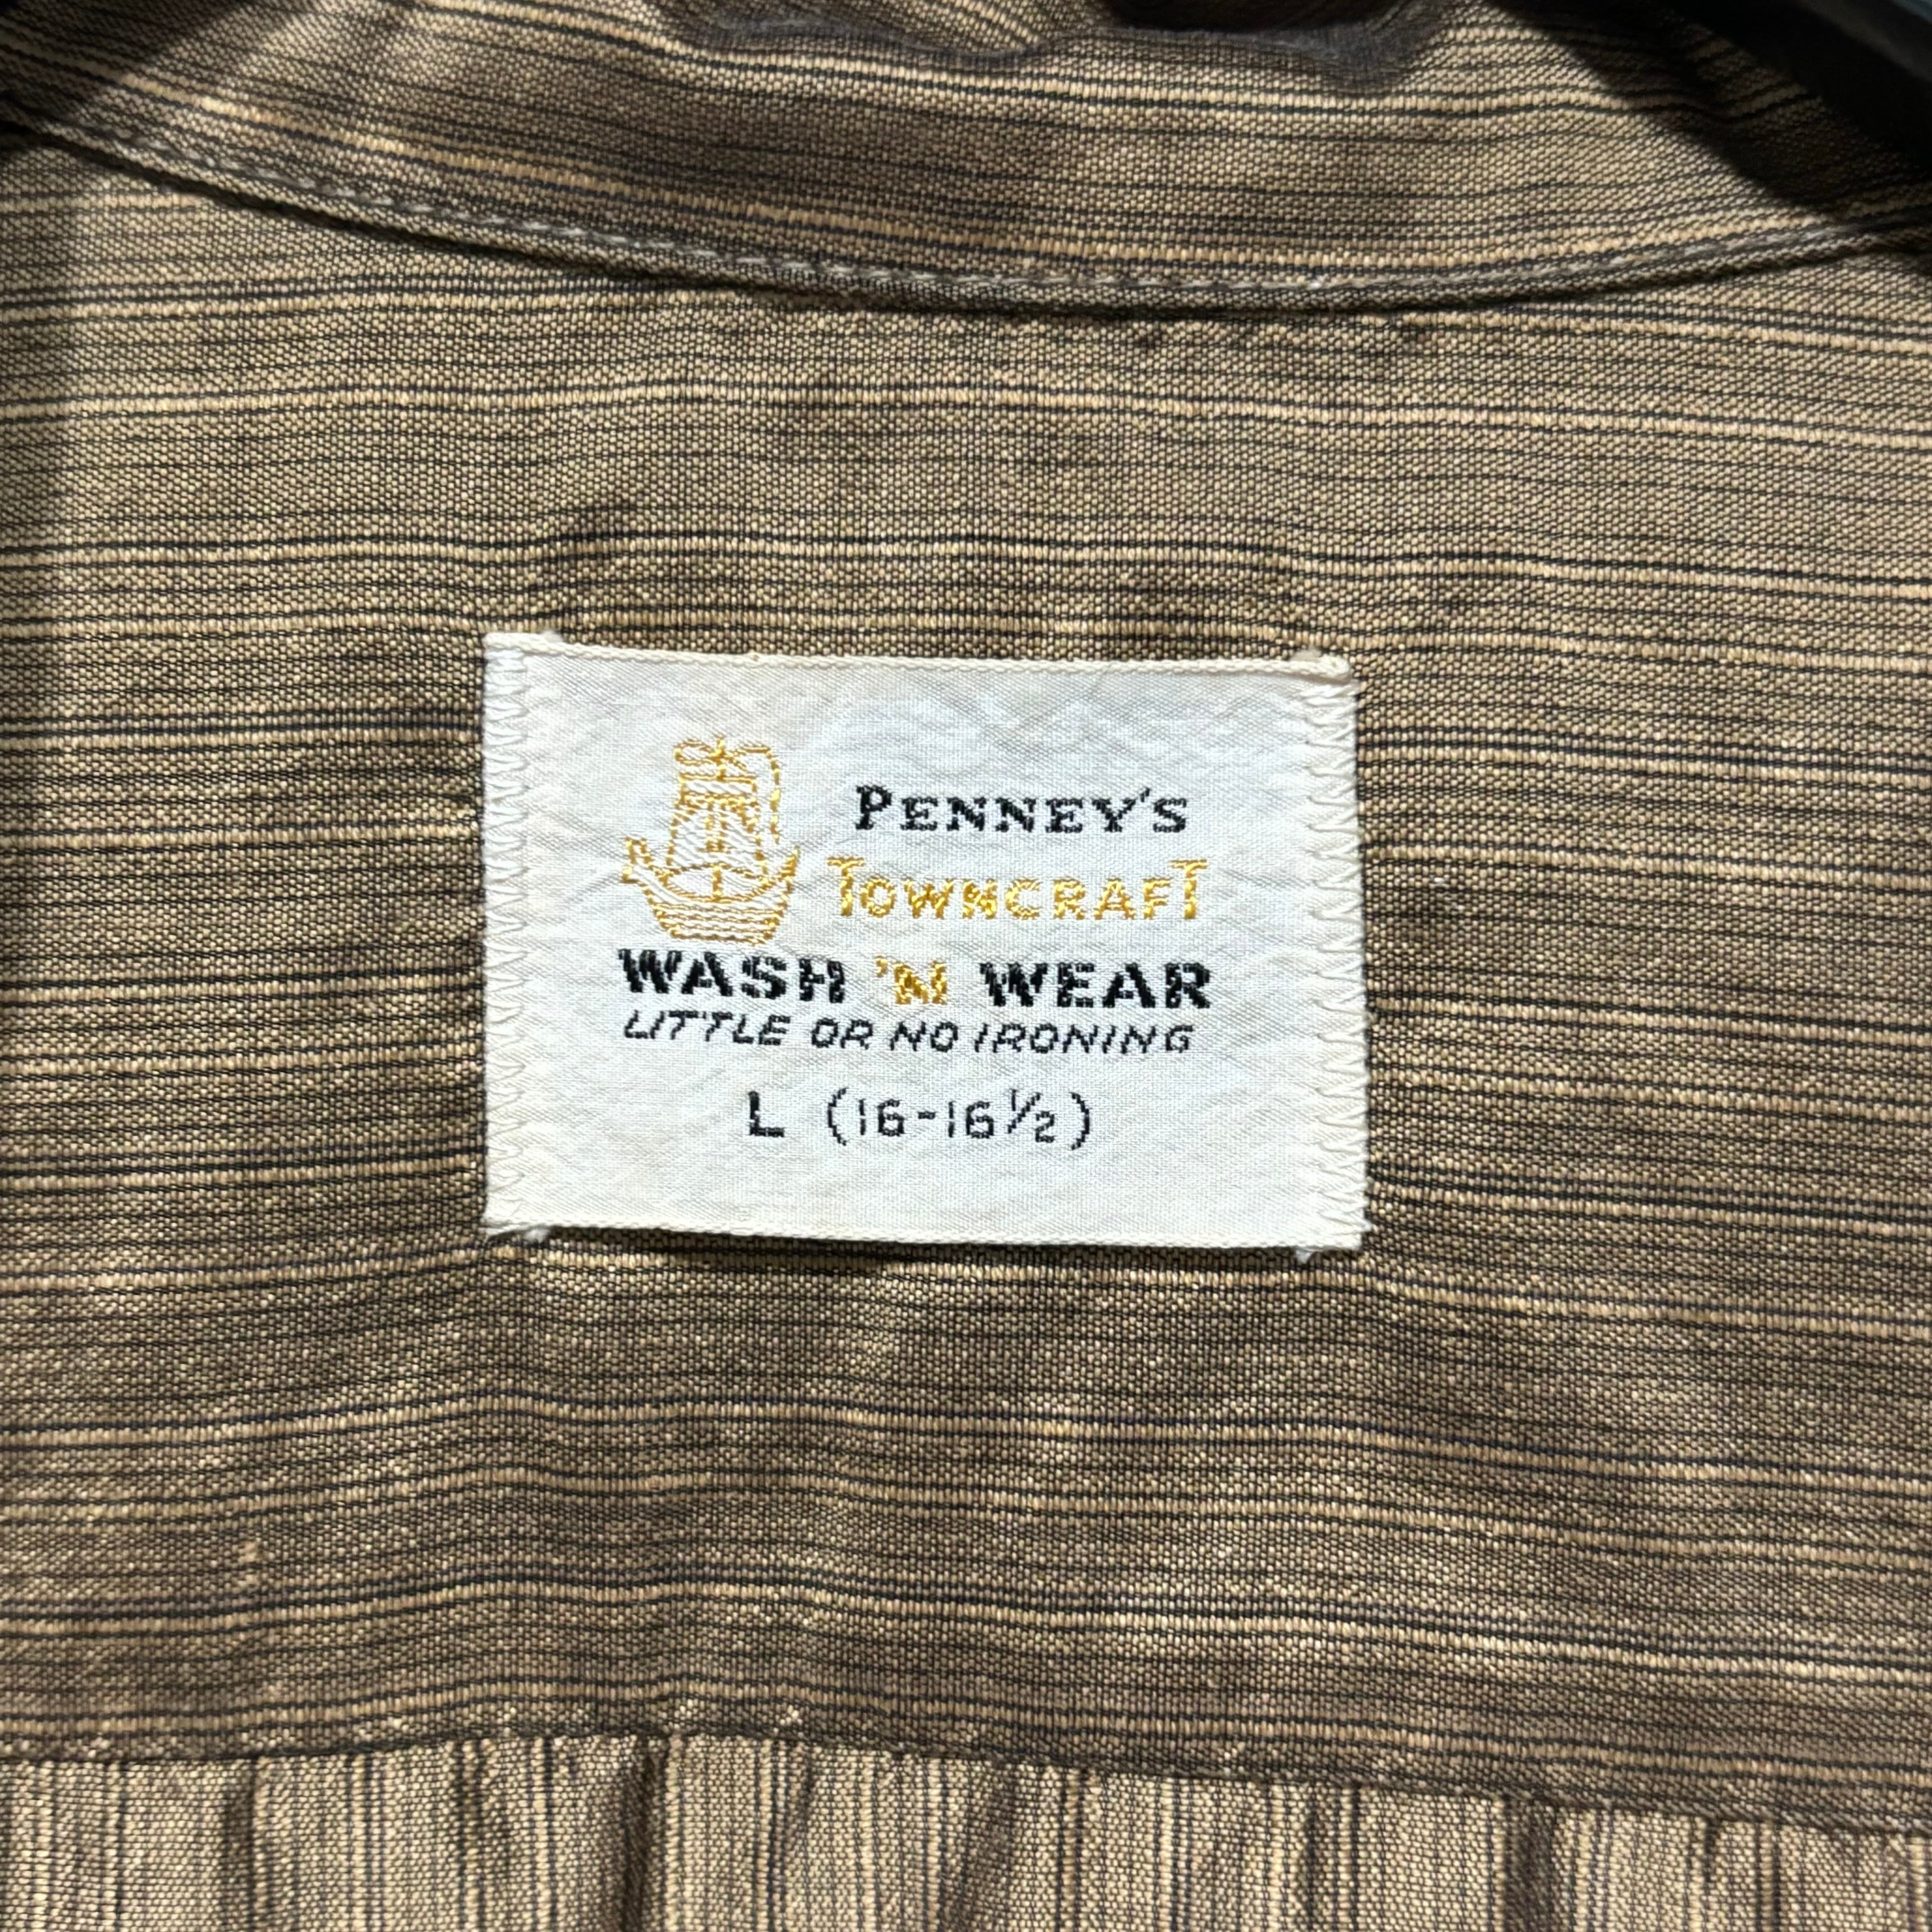 PENNEY'S
TOWNCRAFT
WASH 'N WEAR
LITTLE OR NO IRONING
L (16-16½)